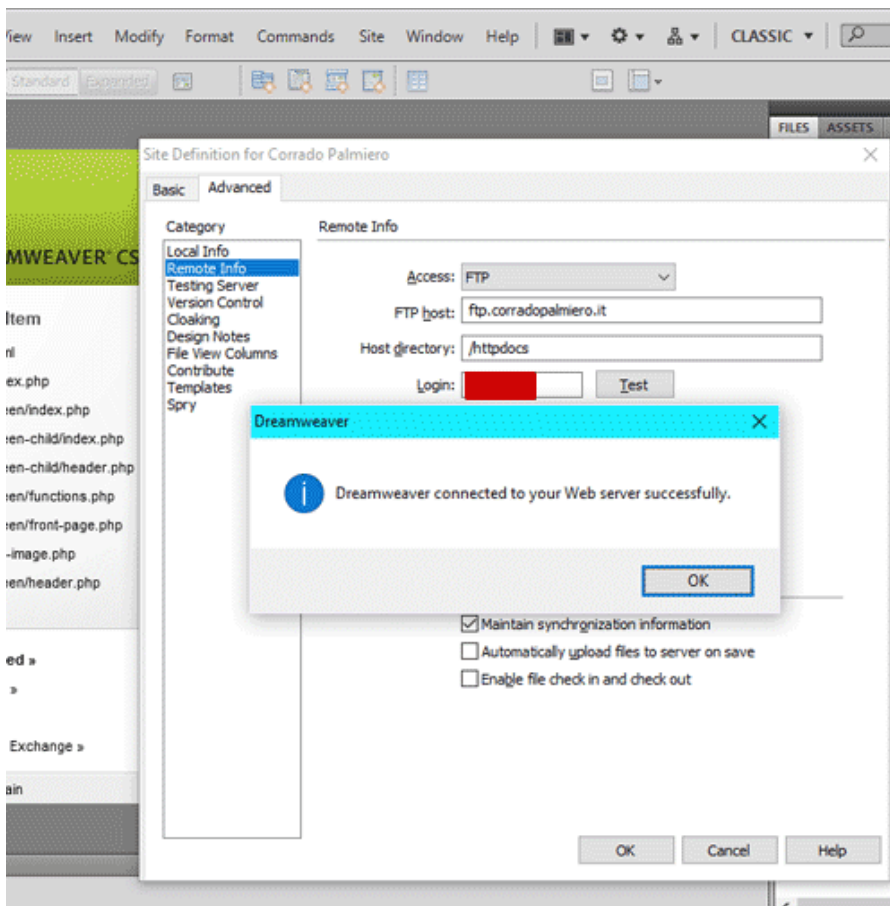 View Insert Modify Format Commands Site Window Help CLASSIC
Standard Expanded
FILES ASSETS
Site Definition for Corrado Palmiero
Basic Advanced
Category Remote Info
Local Info
Remote Info
Testing Server
Version Control
Cloaking
Design Notes
File View Columns
Contribute
Templates
Spry
Access: FTP
FTP host: ftp.corradopalmiero.it
Host directory: /httpdocs
Login: Test
Dreamweaver
Dreamweaver connected to your Web server successfully.
OK
Maintain synchronization information
Automatically upload files to server on save
Enable file check in and check out
OK Cancel Help
MWEAVER CS
Item
ml
ex.php
een/index.php
een-child/index.php
een-child/header.php
een/functions.php
een/front-page.php
-image.php
een/header.php
ed »
»
Exchange »
ain